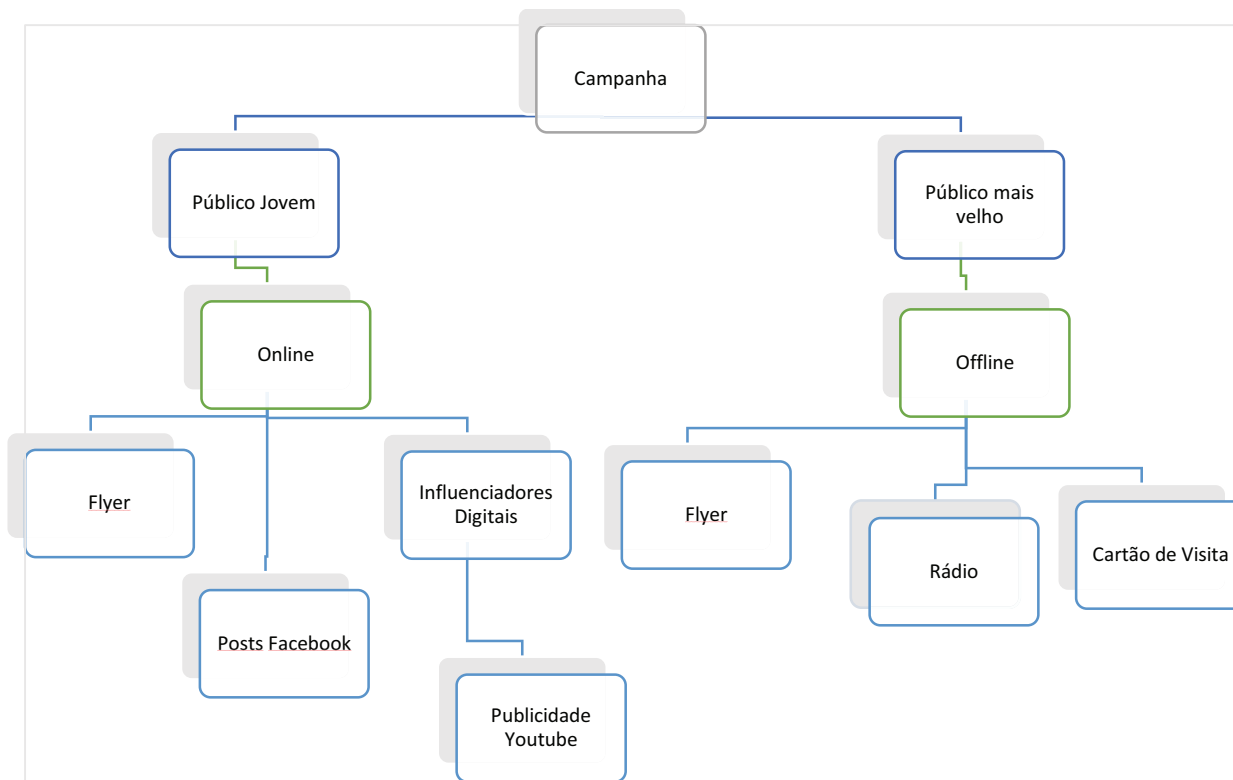 Campanha
Público Jovem
Público mais
velho
Online
Offline
Flyer
Influenciadores
Digitais
Flyer
Rádio
Cartão de Visita
Posts Facebook
Publicidade
Youtube